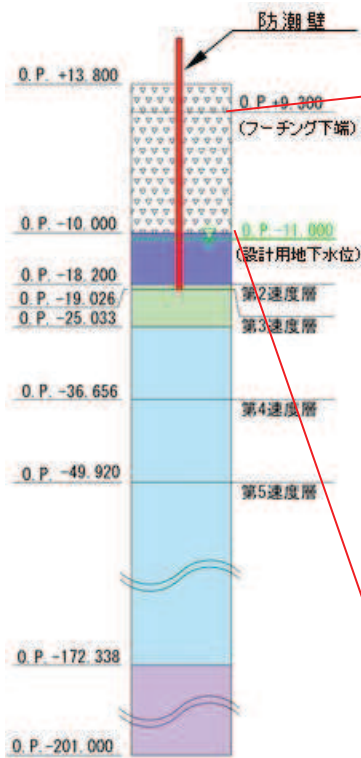 防潮壁
O.P.+13.800
O.P.+9.300
(フーチング下端)
O.P.-10.000
O.P.-11.000
(設計用地下水位)
O.P.-18.200
第2速度層
O.P.-19.026
O.P.-25.033
第3速度層
O.P.-36.656
第4速度層
O.P.-49.920
第5速度層
O.P.-172.338
O.P.-201.000